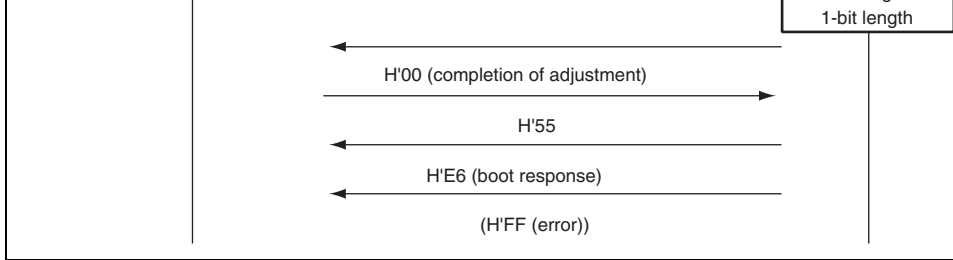 1-bit length
H'00 (completion of adjustment)
H'55
H'E6 (boot response)
(H'FF (error))